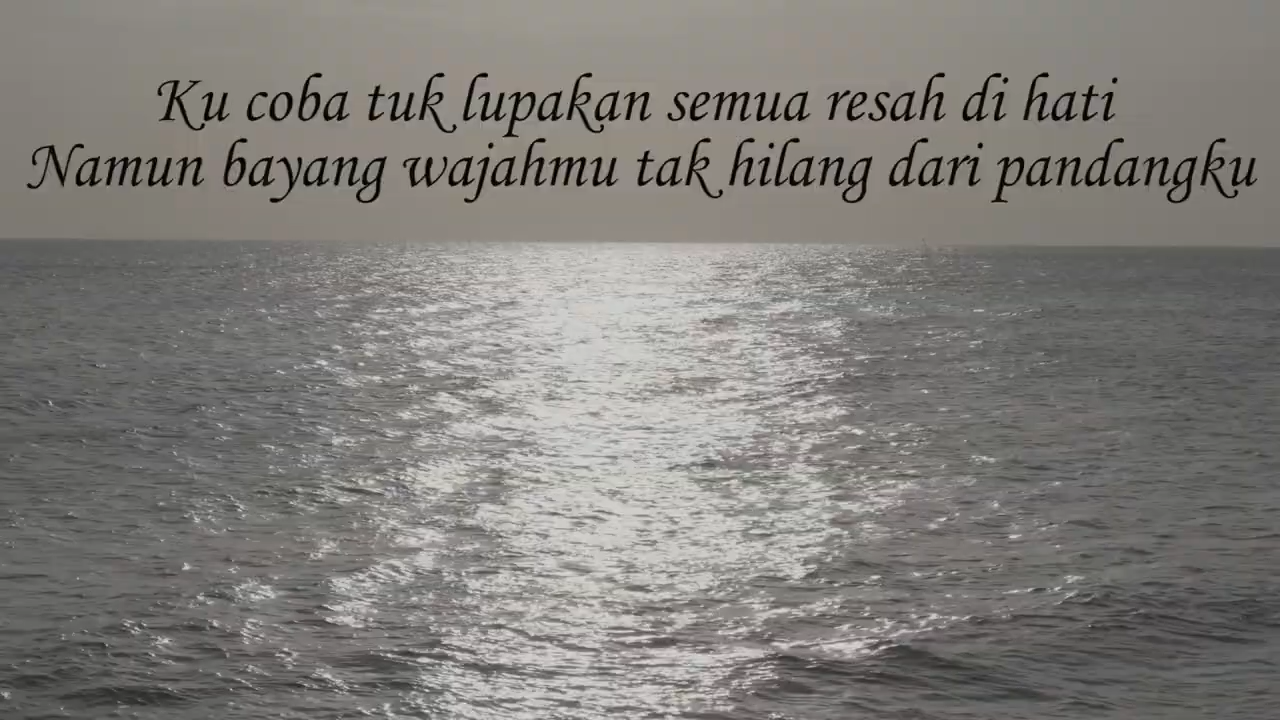 Ku coba tuk lupakan semua resah di hati
Namun bayang wajahmu tak hilang dari pandangku